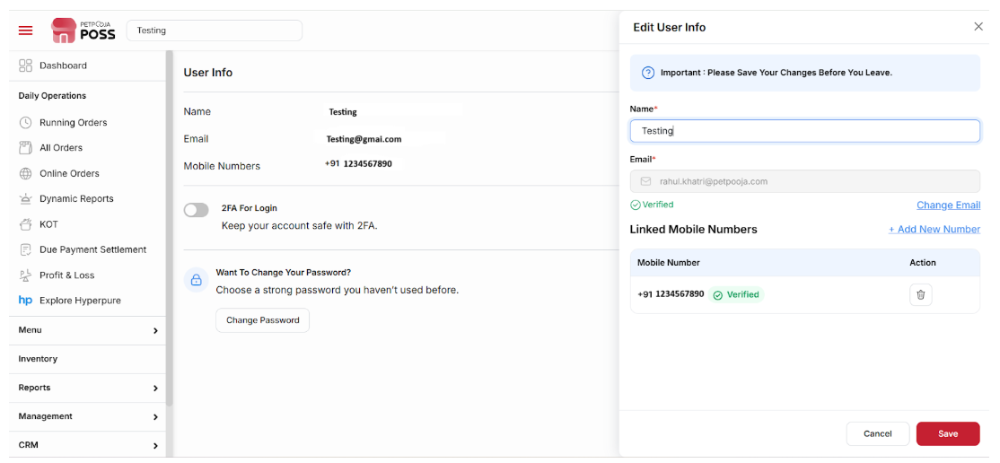 PETPOOJA
POSS
Testing
Dashboard
Daily Operations
Running Orders
All Orders
Online Orders
Dynamic Reports
KOT
Due Payment Settlement
Profit & Loss
hp Explore Hyperpure
Menu
Inventory
Reports
Management
CRM
User Info
Name Testing
Email Testing@gmai.com
Mobile Numbers +91 1234567890
2FA For Login
Keep your account safe with 2FA.
Want To Change Your Password?
Choose a strong password you haven't used before.
Change Password
Edit User Info
Important : Please Save Your Changes Before You Leave.
Name*
Testing
Email*
rahul.khatri@petpooja.com
Verified Change Email
Linked Mobile Numbers + Add New Number
Mobile Number Action
+91 1234567890 Verified
Cancel Save